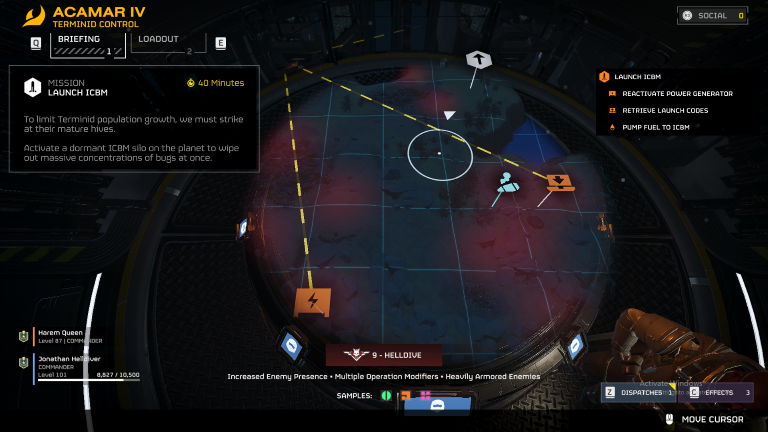 ACAMAR IV
TERMINID CONTROL
SOCIAL 0
Q
BRIEFING
1
LOADOUT
2
E
MISSION
LAUNCH ICBM
40 Minutes
To limit Terminid population growth, we must strike
at their mature hives.
Activate a dormant ICBM silo on the planet to wipe
out massive concentrations of bugs at once.
LAUNCH ICBM
REACTIVATE POWER GENERATOR
RETRIEVE LAUNCH CODES
PUMP FUEL TO ICBM
Harem Queen
Level 87 | COMMANDER
Jonathan Helldiver
COMMANDER
Level 101
8,827 / 10,500
9 - HELLDIVE
Increased Enemy Presence • Multiple Operation Modifiers • Heavily Armored Enemies
SAMPLES:
Activate Windows
Z DISPATCHES 1
C EFFECTS 3
MOVE CURSOR